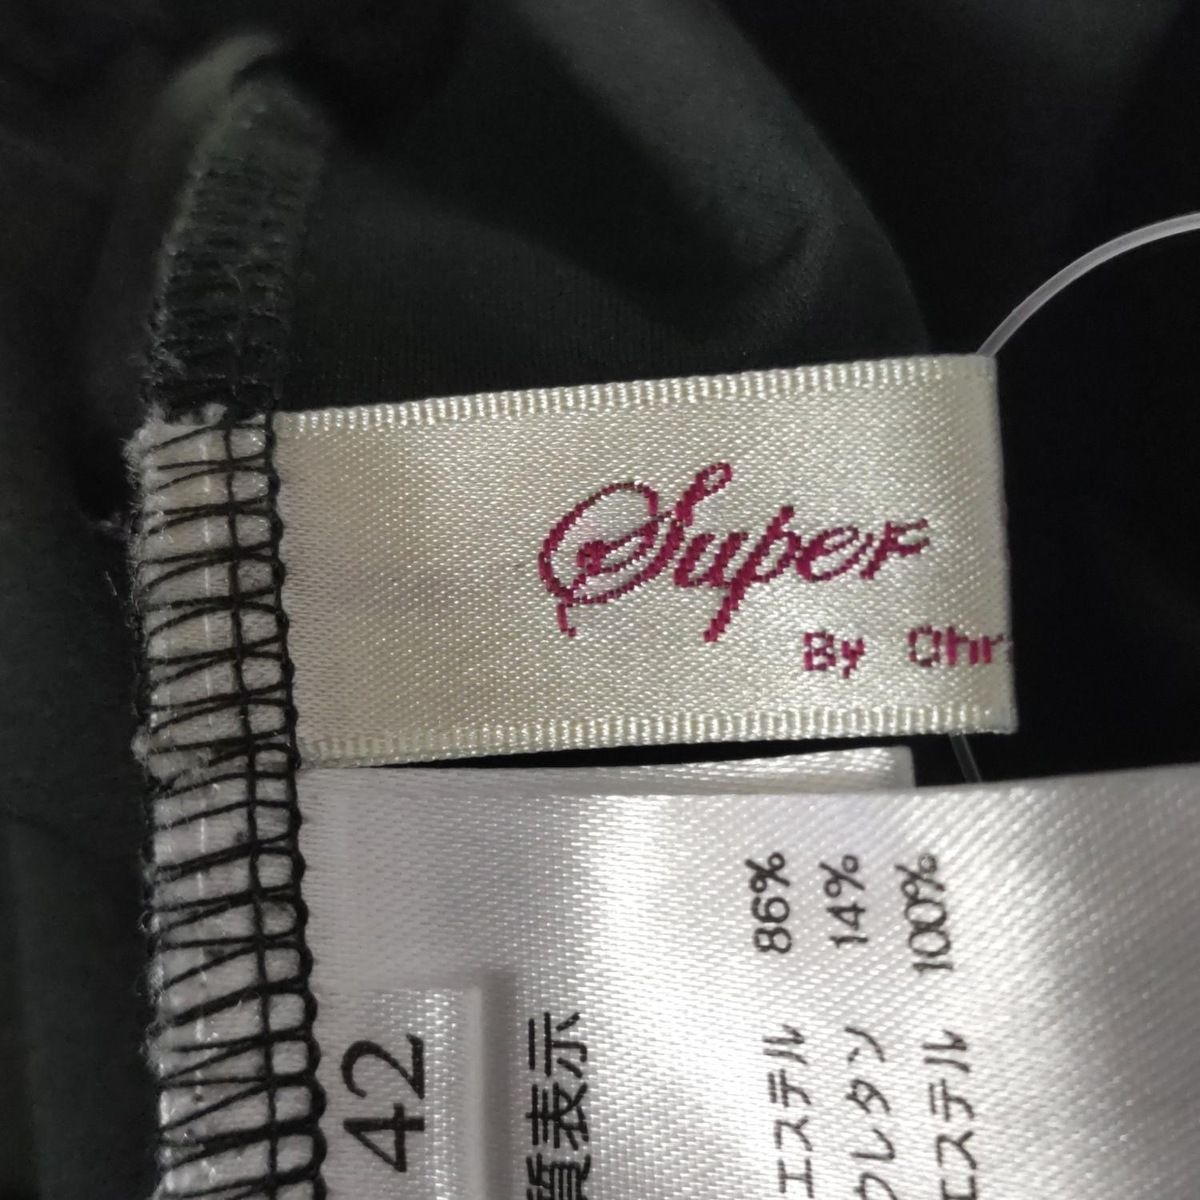 Super
By Chr
42
質表示
エステル 86%
ウレタン 14%
エステル 100%